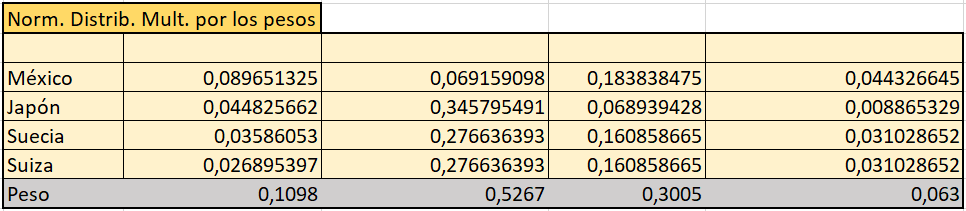 Norm. Distrib. Mult. por los pesos
México 0,089651325 0,069159098 0,183838475 0,044326645
Japón 0,044825662 0,345795491 0,068939428 0,008865329
Suecia 0,03586053 0,276636393 0,160858665 0,031028652
Suiza 0,026895397 0,276636393 0,160858665 0,031028652
Peso 0,1098 0,5267 0,3005 0,063